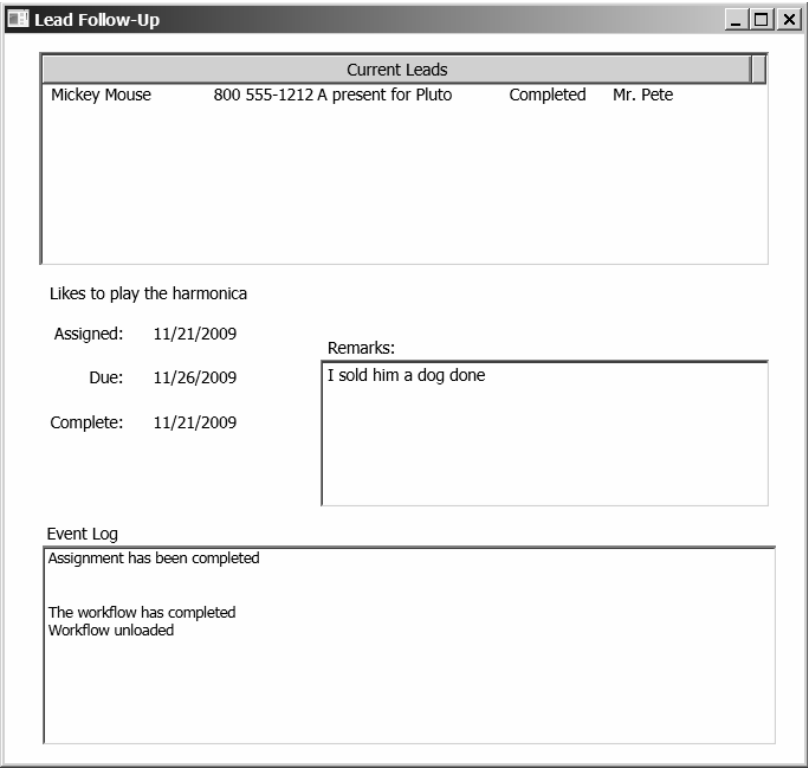 Lead Follow-Up
Current Leads
Mickey Mouse 800 555-1212 A present for Pluto Completed Mr. Pete
Likes to play the harmonica
Assigned: 11/21/2009
Remarks:
Due: 11/26/2009
I sold him a dog done
Complete: 11/21/2009
Event Log
Assignment has been completed
The workflow has completed
Workflow unloaded